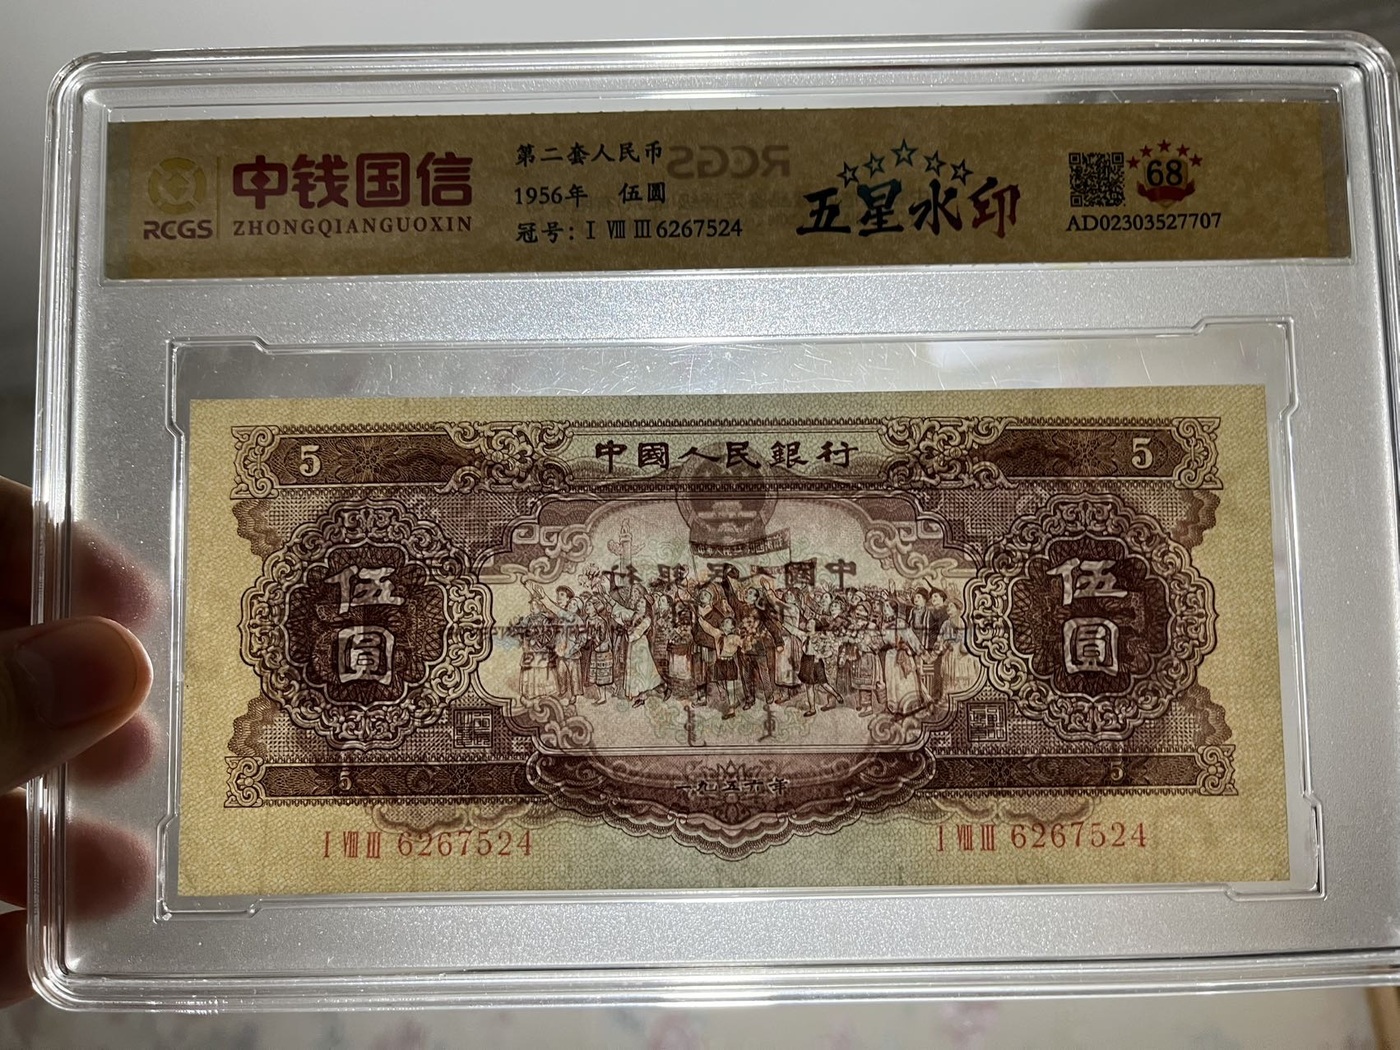 RCGS
中钱国信
ZHONGQIANGUOXIN
第二套人民币
1956年 伍圆
冠号: I VIII III 6267524
五星水印
68
AD02303527707
5
中國人民銀行
5
伍圓
伍圓
5
一九五六年
5
I VIII III 6267524
I VIII III 6267524